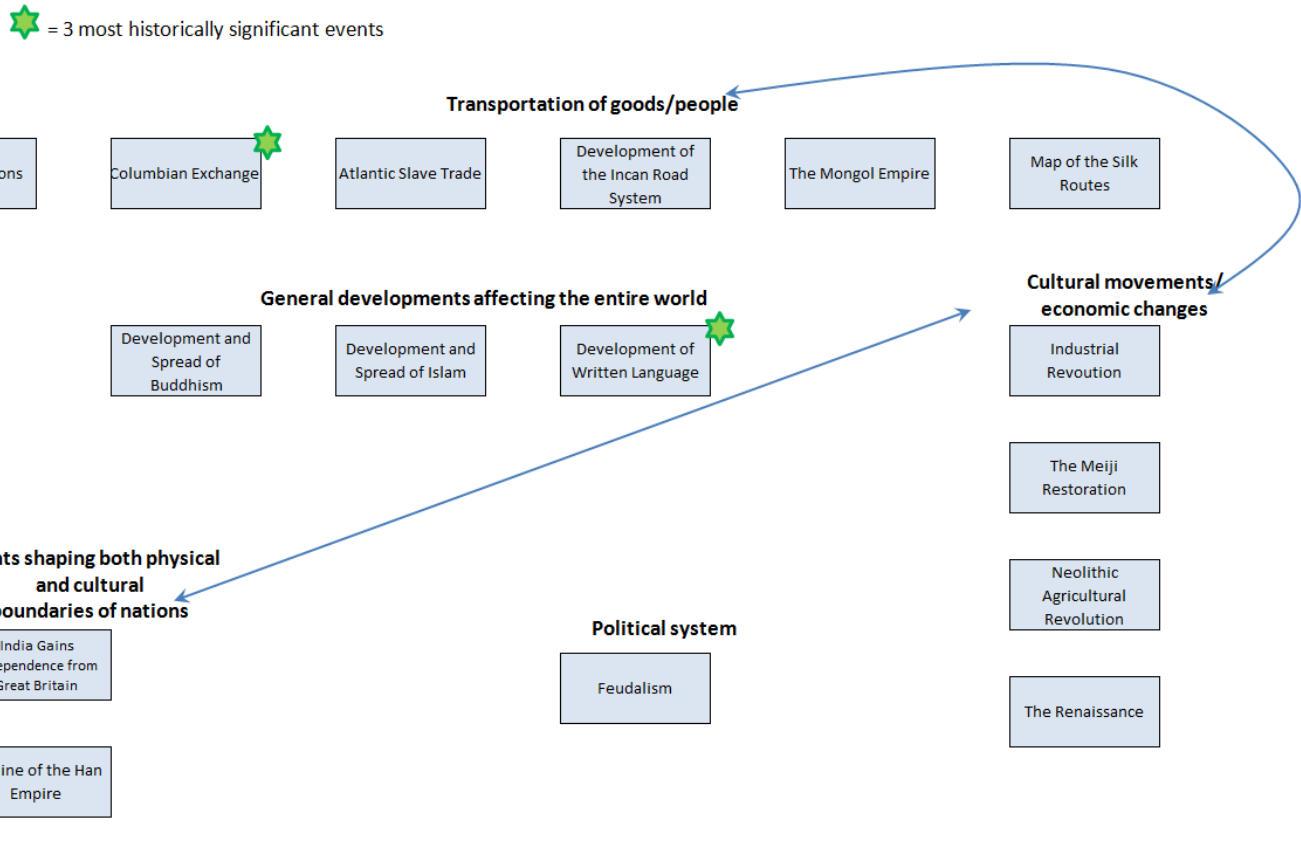 = 3 most historically significant events
Transportation of goods/people
ons
Columbian Exchange
Atlantic Slave Trade
Development of
the Incan Road
System
The Mongol Empire
Map of the Silk
Routes
General developments affecting the entire world
Cultural movements/
economic changes
Development and
Spread of
Buddhism
Development and
Spread of Islam
Development of
Written Language
Industrial
Revoution
The Meiji
Restoration
nts shaping both physical
and cultural
oundaries of nations
Neolithic
Agricultural
Revolution
India Gains
ependence from
Great Britain
Political system
Feudalism
The Renaissance
ine of the Han
Empire